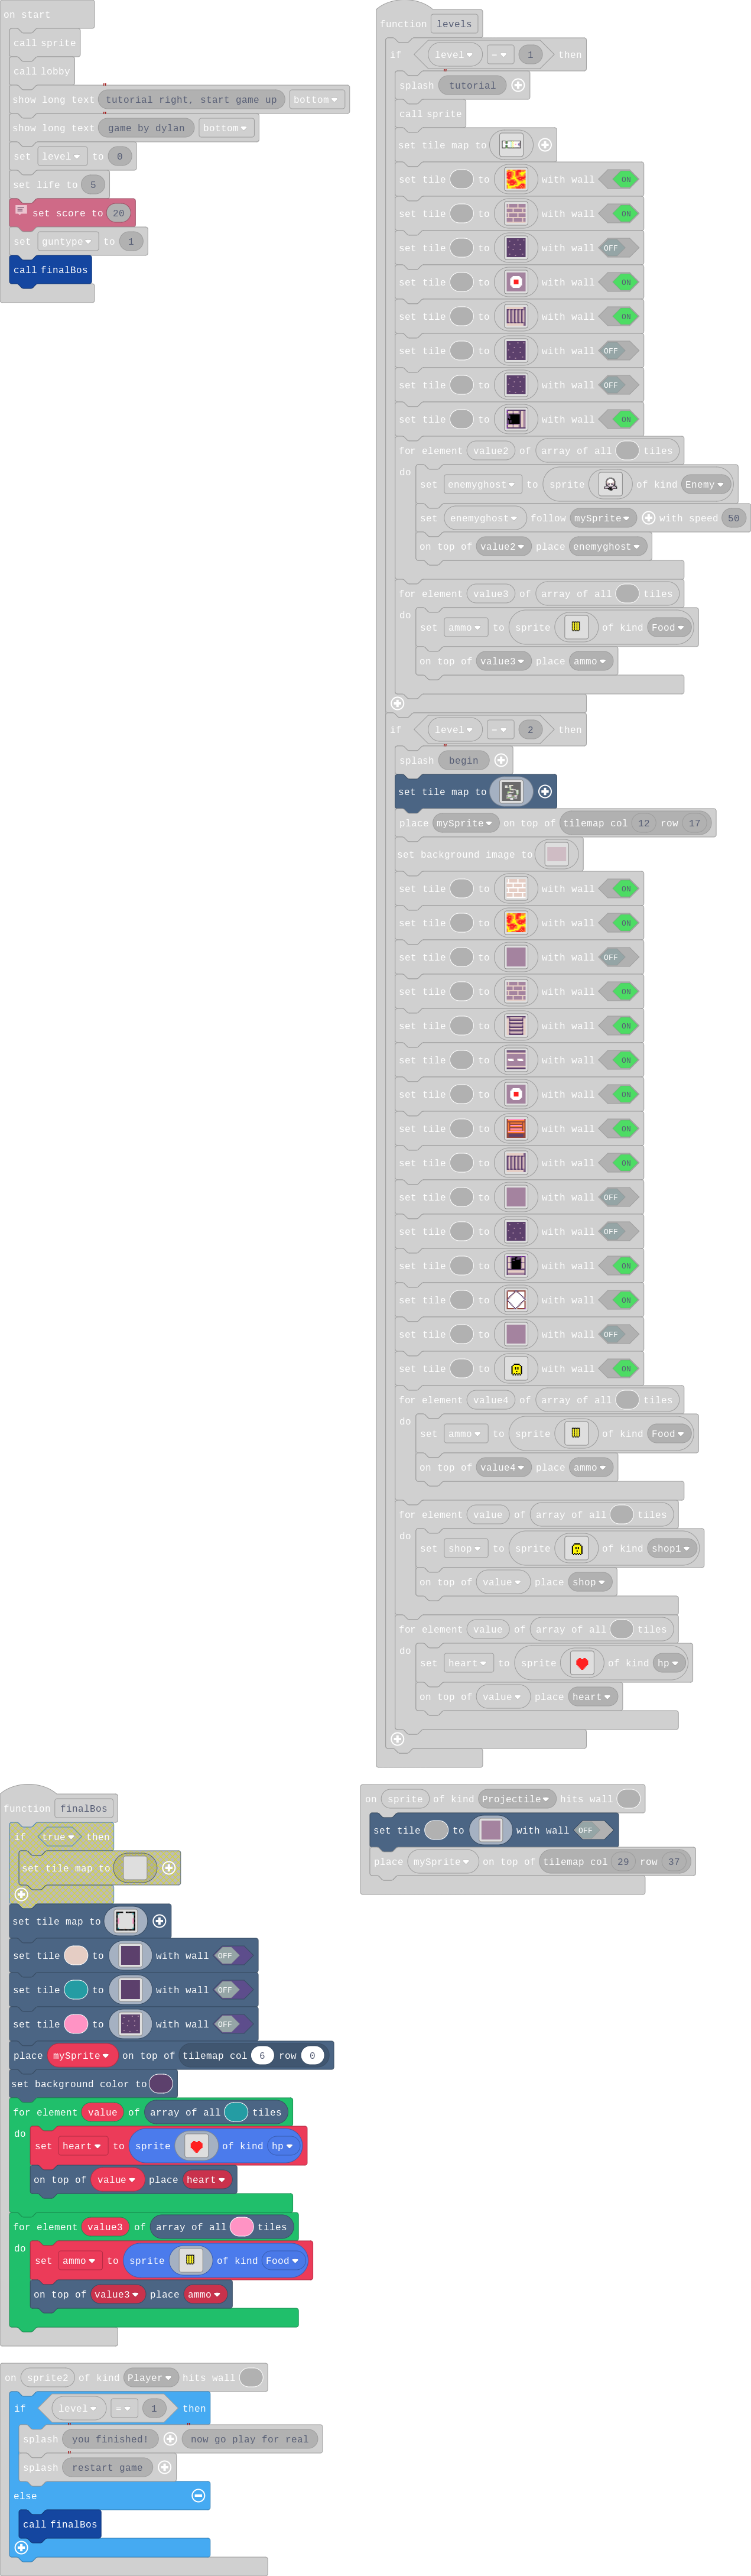 on start
call sprite
call lobby
show long text tutorial right, start game up bottom
show long text game by dylan bottom
set level to 0
set life to 5
set score to 20
set guntype to 1
call finalBos
function levels
if level = 1 then
splash tutorial
call sprite
set tile map to
set tile to with wall ON
set tile to with wall ON
set tile to with wall OFF
set tile to with wall ON
set tile to with wall ON
set tile to with wall OFF
set tile to with wall OFF
set tile to with wall ON
for element value2 of array of all tiles
do
set enemyghost to sprite of kind Enemy
set enemyghost follow mySprite with speed 50
on top of value2 place enemyghost
for element value3 of array of all tiles
do
set ammo to sprite of kind Food
on top of value3 place ammo
if level = 2 then
splash begin
set tile map to
place mySprite on top of tilemap col 12 row 17
set background image to
set tile to with wall ON
set tile to with wall ON
set tile to with wall OFF
set tile to with wall ON
set tile to with wall ON
set tile to with wall ON
set tile to with wall ON
set tile to with wall ON
set tile to with wall ON
set tile to with wall OFF
set tile to with wall OFF
set tile to with wall ON
set tile to with wall ON
set tile to with wall OFF
set tile to with wall ON
for element value4 of array of all tiles
do
set ammo to sprite of kind Food
on top of value4 place ammo
for element value of array of all tiles
do
set shop to sprite of kind shop1
on top of value place shop
for element value of array of all tiles
do
set heart to sprite of kind hp
on top of value place heart
function finalBos
if true then
set tile map to
set tile map to
set tile to with wall OFF
set tile to with wall OFF
set tile to with wall OFF
place mySprite on top of tilemap col 6 row 0
set background color to
for element value of array of all tiles
do
set heart to sprite of kind hp
on top of value place heart
for element value3 of array of all tiles
do
set ammo to sprite of kind Food
on top of value3 place ammo
on sprite of kind Projectile hits wall
set tile to with wall OFF
place mySprite on top of tilemap col 29 row 37
on sprite2 of kind Player hits wall
if level = 1 then
splash you finished! now go play for real
splash restart game
else
call finalBos